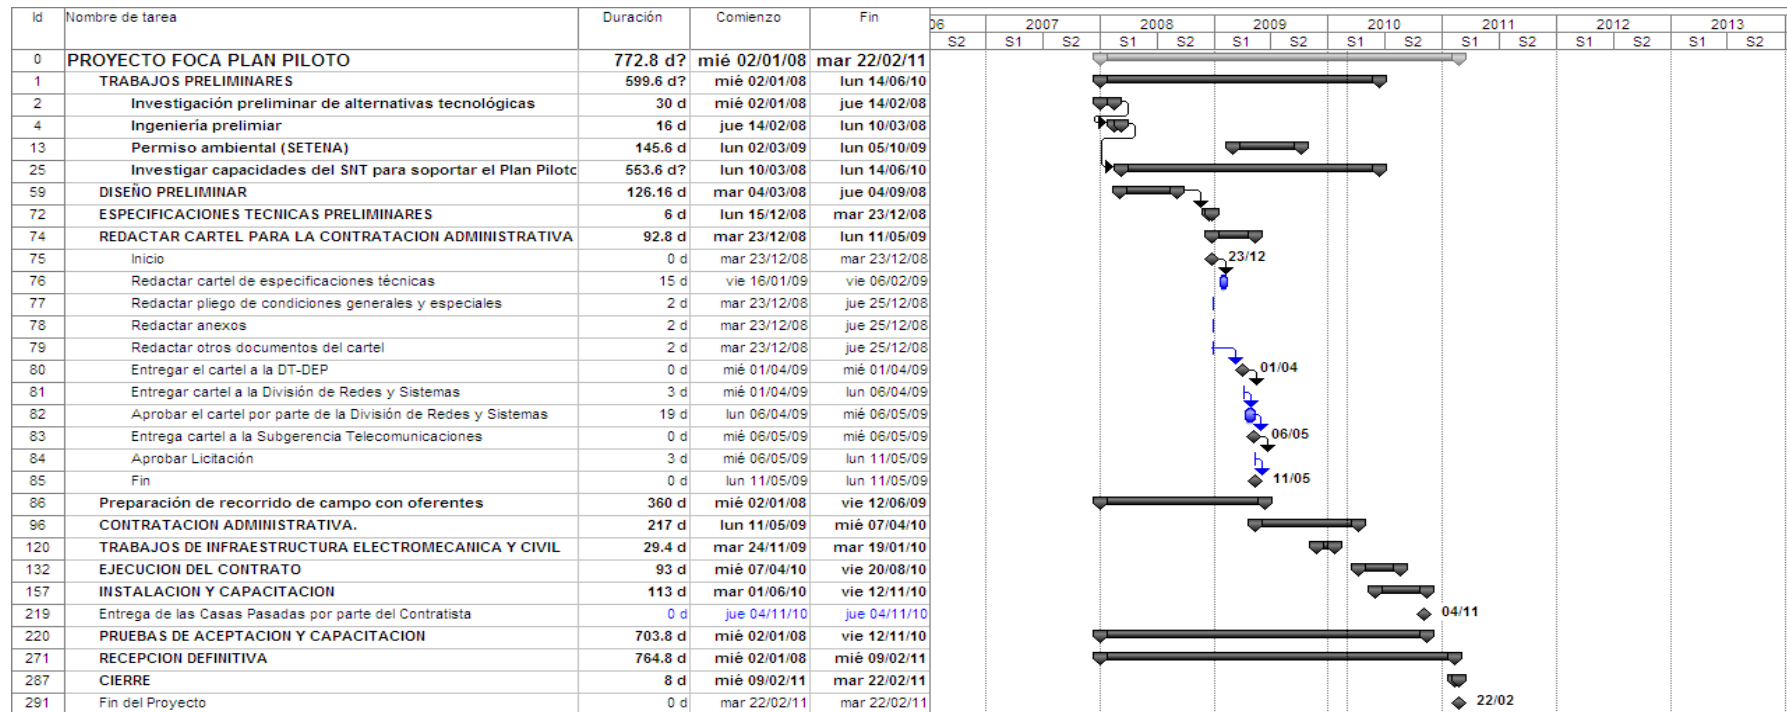 Id Nombre de tarea Duración Comienzo Fin
06 2007 2008 2009 2010 2011 2012 2013
S2 S1 S2 S1 S2 S1 S2 S1 S2 S1 S2 S1 S2 S1 S2
0 PROYECTO FOCA PLAN PILOTO 772.8 d? mié 02/01/08 mar 22/02/11
1 TRABAJOS PRELIMINARES 599.6 d? mié 02/01/08 lun 14/06/10
2 Investigación preliminar de alternativas tecnológicas 30 d mié 02/01/08 jue 14/02/08
4 Ingeniería prelimiar 16 d jue 14/02/08 lun 10/03/08
13 Permiso ambiental (SETENA) 145.6 d lun 02/03/09 lun 05/10/09
25 Investigar capacidades del SNT para soportar el Plan Piloto 553.6 d? lun 10/03/08 lun 14/06/10
59 DISEÑO PRELIMINAR 126.16 d mar 04/03/08 jue 04/09/08
72 ESPECIFICACIONES TECNICAS PRELIMINARES 6 d lun 15/12/08 mar 23/12/08
74 REDACTAR CARTEL PARA LA CONTRATACION ADMINISTRATIVA 92.8 d mar 23/12/08 lun 11/05/09
75 Inicio 0 d mar 23/12/08 mar 23/12/08 23/12
76 Redactar cartel de especificaciones técnicas 15 d vie 16/01/09 vie 06/02/09
77 Redactar pliego de condiciones generales y especiales 2 d mar 23/12/08 jue 25/12/08
78 Redactar anexos 2 d mar 23/12/08 jue 25/12/08
79 Redactar otros documentos del cartel 2 d mar 23/12/08 jue 25/12/08
80 Entregar el cartel a la DT-DEP 0 d mié 01/04/09 mié 01/04/09 01/04
81 Entregar cartel a la División de Redes y Sistemas 3 d mié 01/04/09 lun 06/04/09
82 Aprobar el cartel por parte de la División de Redes y Sistemas 19 d lun 06/04/09 mié 06/05/09
83 Entrega cartel a la Subgerencia Telecomunicaciones 0 d mié 06/05/09 mié 06/05/09 06/05
84 Aprobar Licitación 3 d mié 06/05/09 lun 11/05/09
85 Fin 0 d lun 11/05/09 lun 11/05/09 11/05
86 Preparación de recorrido de campo con oferentes 360 d mié 02/01/08 vie 12/06/09
96 CONTRATACION ADMINISTRATIVA. 217 d lun 11/05/09 mié 07/04/10
120 TRABAJOS DE INFRAESTRUCTURA ELECTROMECANICA Y CIVIL 29.4 d mar 24/11/09 mar 19/01/10
132 EJECUCION DEL CONTRATO 93 d mié 07/04/10 vie 20/08/10
157 INSTALACION Y CAPACITACION 113 d mar 01/06/10 vie 12/11/10
219 Entrega de las Casas Pasadas por parte del Contratista 0 d jue 04/11/10 jue 04/11/10 04/11
220 PRUEBAS DE ACEPTACION Y CAPACITACION 703.8 d mié 02/01/08 vie 12/11/10
271 RECEPCION DEFINITIVA 764.8 d mié 02/01/08 mié 09/02/11
287 CIERRE 8 d mié 09/02/11 mar 22/02/11
291 Fin del Proyecto 0 d mar 22/02/11 mar 22/02/11 22/02